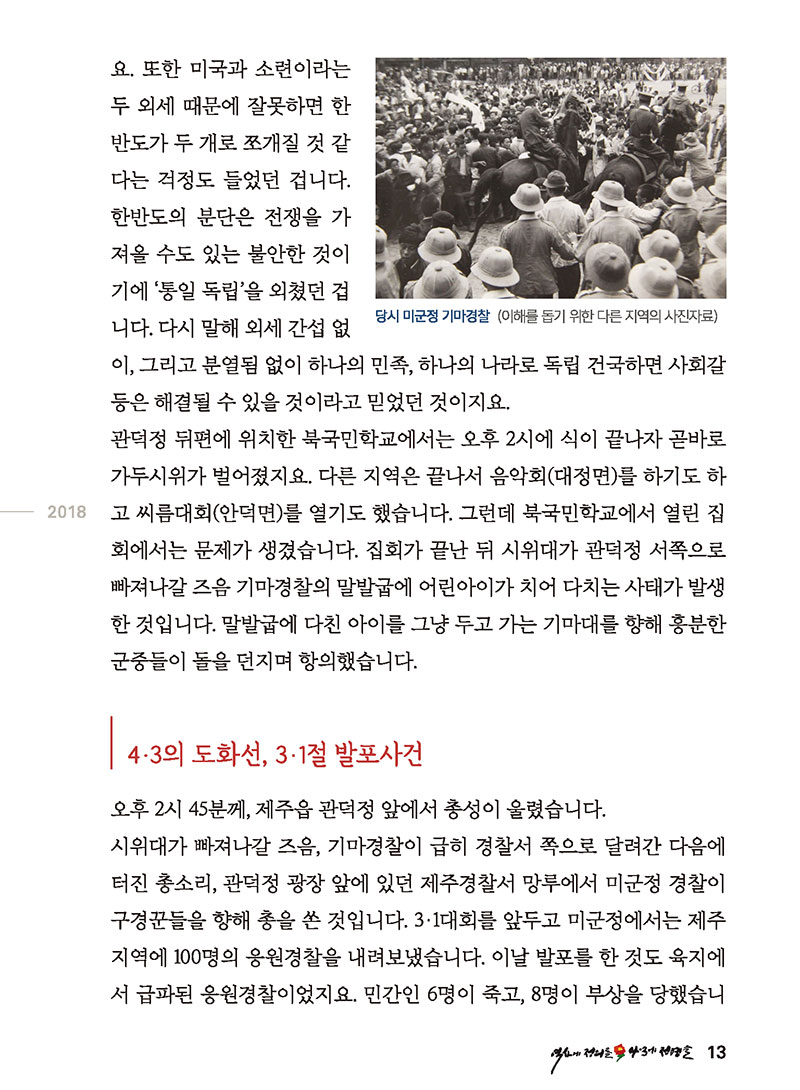 요. 또한 미국과 소련이라는
두 외세 때문에 잘못하면 한
반도가 두 개로 쪼개질 것 같
다는 걱정도 들었던 겁니다.
한반도의 분단은 전쟁을 가
져올 수도 있는 불안한 것이
기에 ‘통일 독립’을 외쳤던 겁
니다. 다시 말해 외세 간섭 없
당시 미군정 기마경찰 (이해를 돕기 위한 다른 지역의 사진자료)
이, 그리고 분열됨 없이 하나의 민족, 하나의 나라로 독립 건국하면 사회갈
등은 해결될 수 있을 것이라고 믿었던 것이지요.
관덕정 뒤편에 위치한 북국민학교에서는 오후 2시에 식이 끝나자 곧바로
가두시위가 벌어졌지요. 다른 지역은 끝나서 음악회(대정면)를 하기도 하
2018
고 씨름대회(안덕면)를 열기도 했습니다. 그런데 북국민학교에서 열린 집
회에서는 문제가 생겼습니다. 집회가 끝난 뒤 시위대가 관덕정 서쪽으로
빠져나갈 즈음 기마경찰의 말발굽에 어린아이가 치어 다치는 사태가 발생
한 것입니다. 말발굽에 다친 아이를 그냥 두고 가는 기마대를 향해 흥분한
군중들이 돌을 던지며 항의했습니다.
4·3의 도화선, 3·1절 발포사건
오후 2시 45분께, 제주읍 관덕정 앞에서 총성이 울렸습니다.
시위대가 빠져나갈 즈음, 기마경찰이 급히 경찰서 쪽으로 달려간 다음에
터진 총소리, 관덕정 광장 앞에 있던 제주경찰서 망루에서 미군정 경찰이
구경꾼들을 향해 총을 쏜 것입니다. 3·1대회를 앞두고 미군정에서는 제주
지역에 100명의 응원경찰을 내려보냈습니다. 이날 발포를 한 것도 육지에
서 급파된 응원경찰이었지요. 민간인 6명이 죽고, 8명이 부상을 당했습니
13